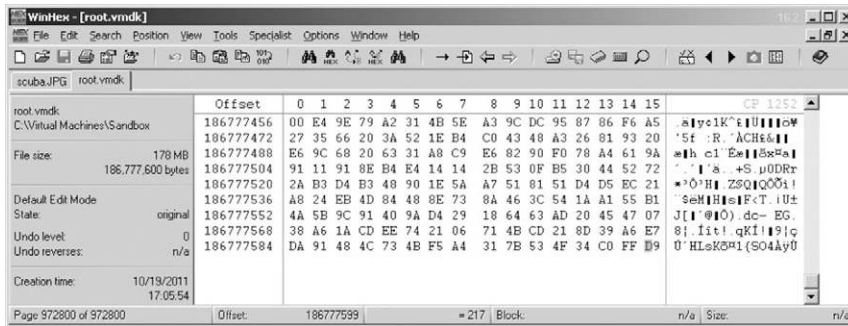 WinHex - [root.vmdk]
16.2
File Edit Search Position View Tools Specialist Options Window Help
scuba.JPG root.vmdk
root.vmdk
C:\Virtual Machines\Sandbox
File size: 178 MB
186,777,600 bytes
Default Edit Mode
State: original
Undo level: 0
Undo reverses: n/a
Creation time: 10/19/2011
17:05:54
Offset 0 1 2 3 4 5 6 7 8 9 10 11 12 13 14 15 CP 1252
186777456 00 E4 9E 79 A2 31 4B 5E A3 9C DC 95 87 86 F6 A5
186777472 27 35 66 20 3A 52 1E B4 C0 43 48 A3 26 81 93 20
186777488 E6 9C 68 20 63 31 A8 C9 E6 82 90 F0 78 A4 61 9A
186777504 91 11 91 8E B4 E4 14 14 2B 53 0F B5 30 44 52 72
186777520 2A B3 D4 B3 48 90 1E 5A A7 51 81 51 D4 D5 EC 21
186777536 A8 24 EB 4D 84 48 8E 73 8A 46 3C 54 1A A1 55 B1
186777552 4A 5B 9C 91 40 9A D4 29 18 64 63 AD 20 45 47 07
186777568 38 A6 1A CD EE 74 21 06 71 4B CD 21 8D 39 A6 E7
186777584 DA 91 48 4C 73 4B F5 A4 31 7B 53 4F 34 C0 FF D9
Page 972800 of 972800 Offset: 186777599 = 217 Block: n/a Size: n/a